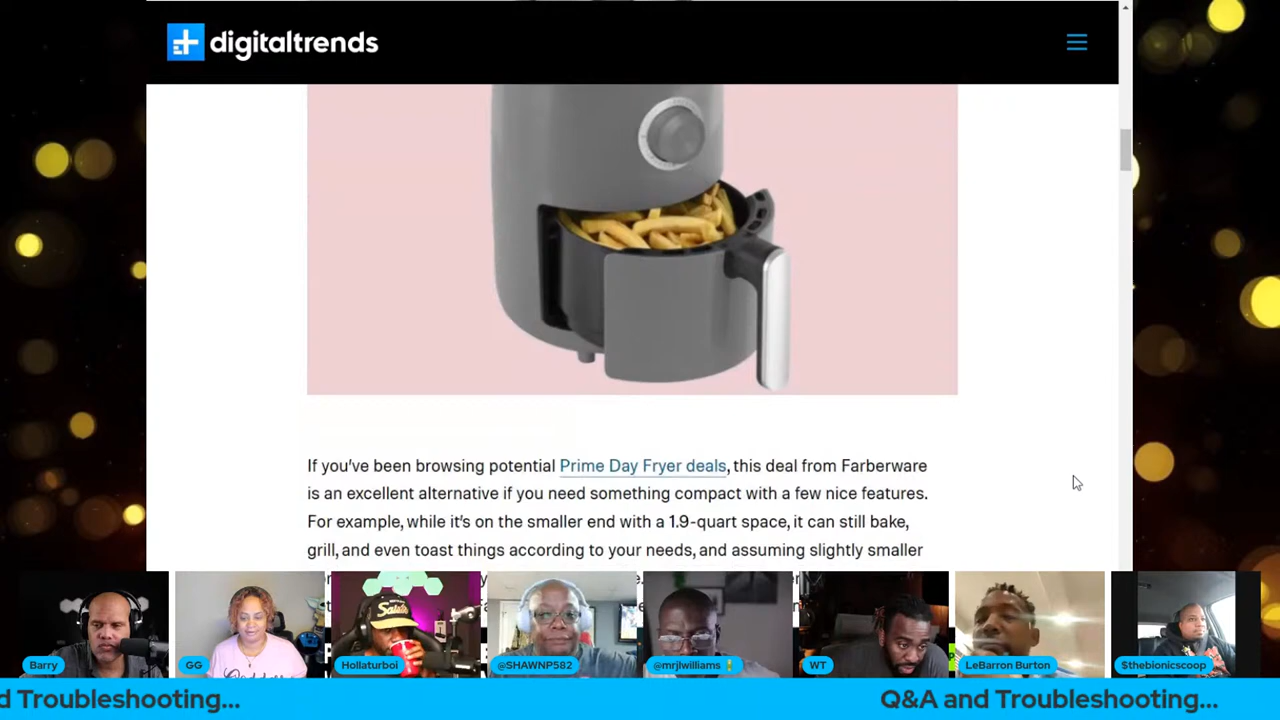 digitaltrends
If you've been browsing potential Prime Day Fryer deals, this deal from Farberware
is an excellent alternative if you need something compact with a few nice features.
For example, while it's on the smaller end with a 1.9-quart space, it can still bake,
grill, and even toast things according to your needs, and assuming slightly smaller
Barry
GG
Hollaturboi
@SHAWNP582
@mrjlwilliams
WT
LeBarron Burton
$thebionicscoop
d Troubleshooting...
Q&A and Troubleshooting...